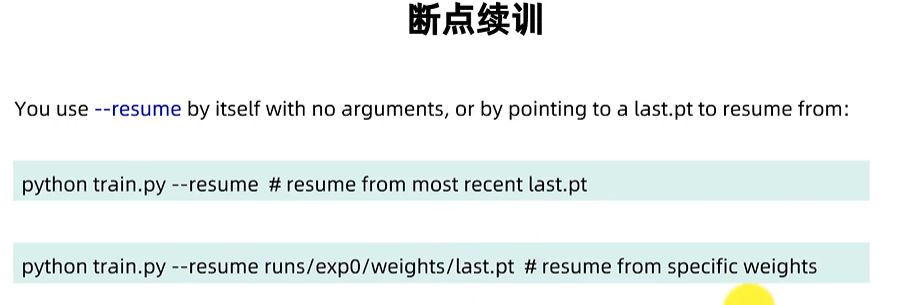 断点续训
You use --resume by itself with no arguments, or by pointing to a last.pt to resume from:
python train.py --resume  # resume from most recent last.pt
python train.py --resume runs/exp0/weights/last.pt  # resume from specific weights